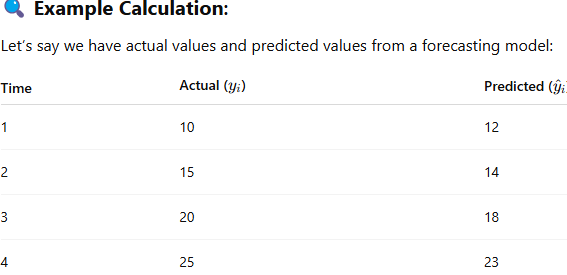 🔍 Example Calculation:
Let's say we have actual values and predicted values from a forecasting model:
Time Actual (yᵢ) Predicted (ŷᵢ)
1 10 12
2 15 14
3 20 18
4 25 23